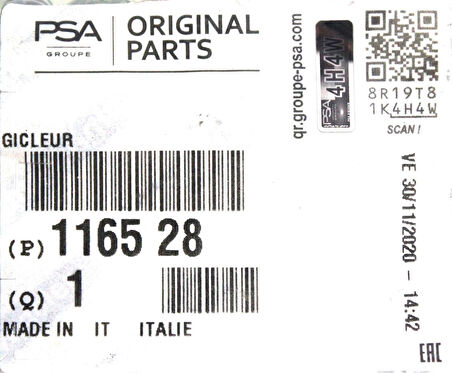 PSA
GROUPE
ORIGINAL
PARTS
qr.groupe-psa.com
PSA 4H4W
8R19T8
1K4H4W
SCAN!
GICLEUR
(P) 1165 28
(Q) 1
MADE IN IT ITALIE
VE 30/11/2020 - 14:42
EAC